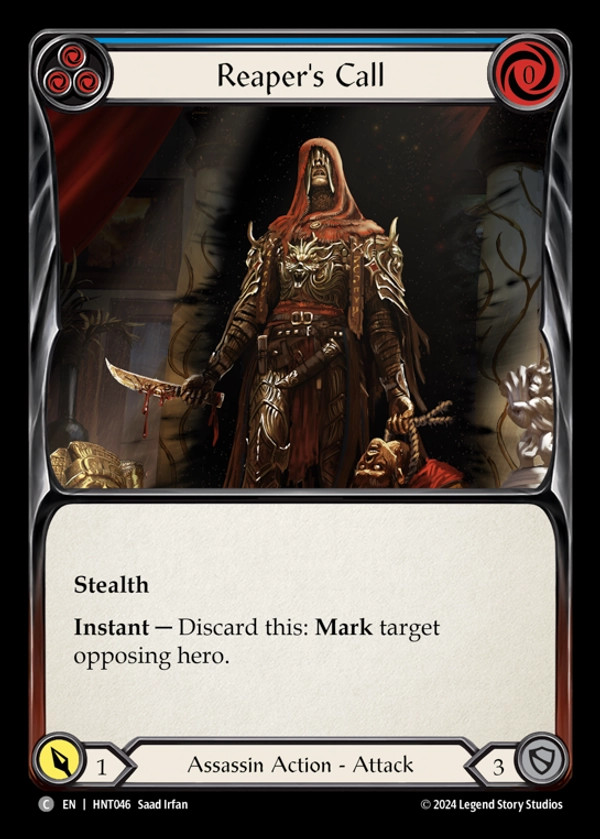 Reaper's Call
0
Stealth
Instant — Discard this: Mark target
opposing hero.
1
Assassin Action - Attack
3
C EN | HNT046 Saad Irfan
© 2024 Legend Story Studios